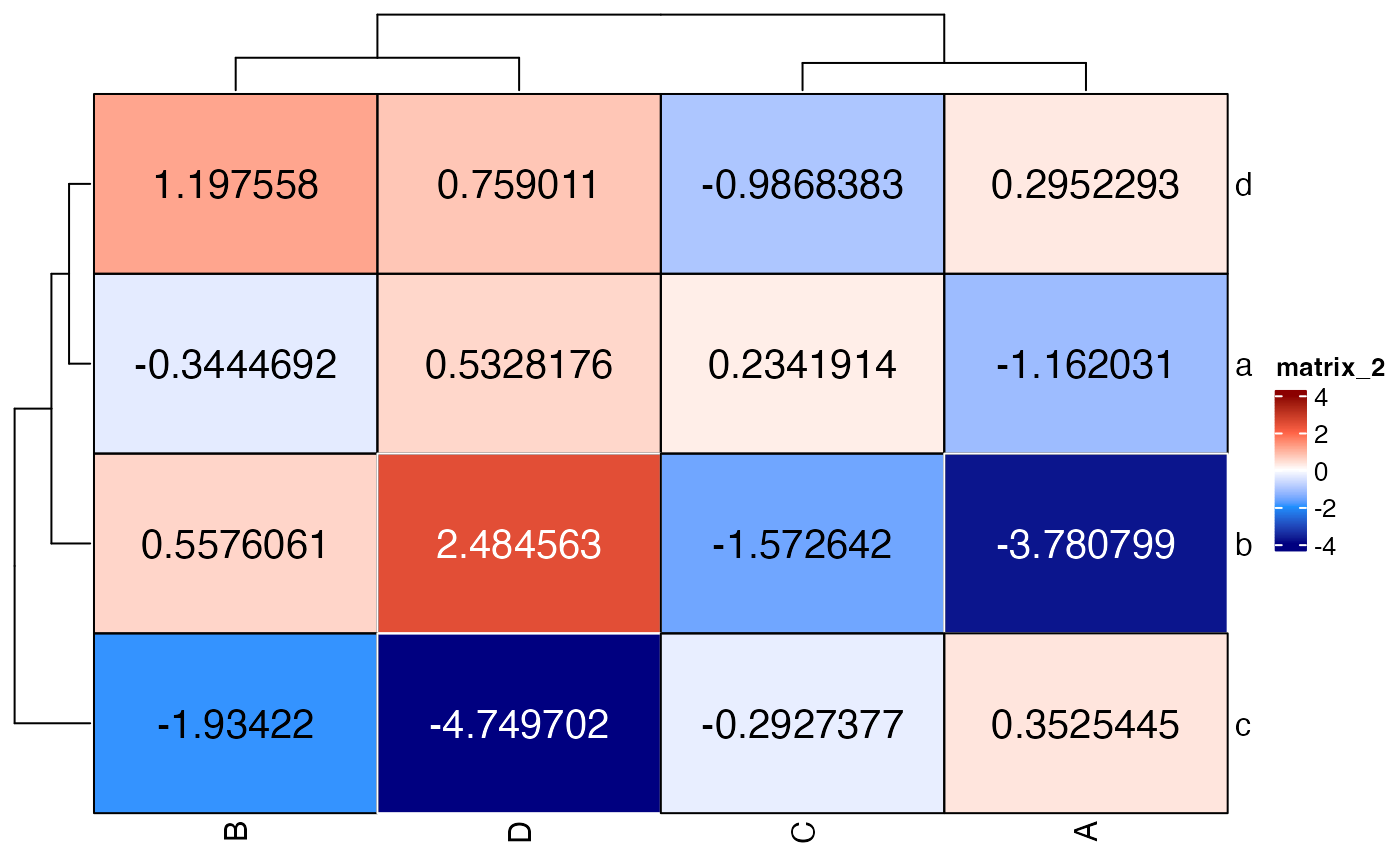 1.197558 0.759011 -0.9868383 0.2952293 d
-0.3444692 0.5328176 0.2341914 -1.162031 a
0.5576061 2.484563 -1.572642 -3.780799 b
-1.93422 -4.749702 -0.2927377 0.3525445 c
B D C A
matrix_2
4
2
0
-2
-4